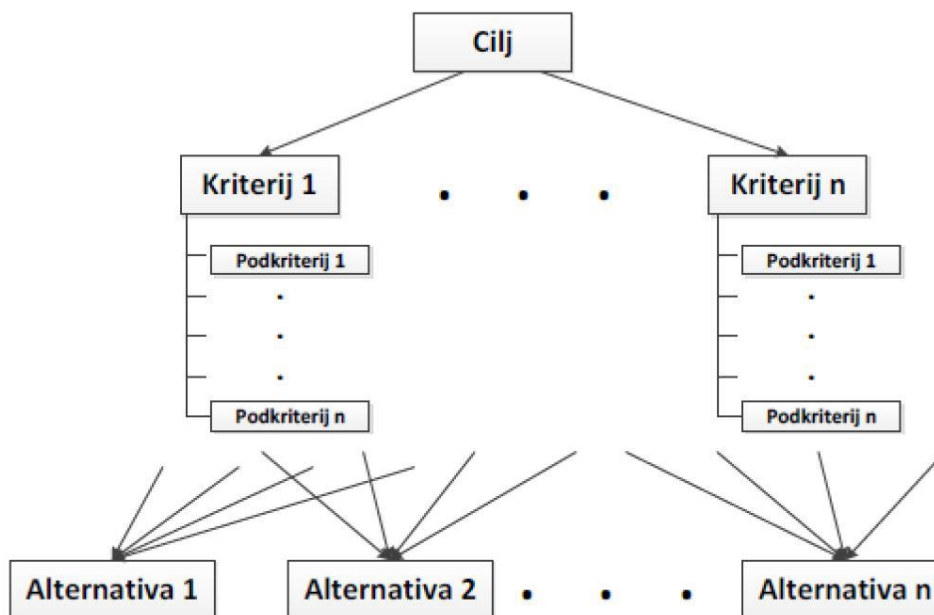 Cilj
Kriterij 1 . . . Kriterij n
Podkriterij 1 Podkriterij 1
. .
. .
. .
Podkriterij n Podkriterij n
Alternativa 1 Alternativa 2 . . . Alternativa n